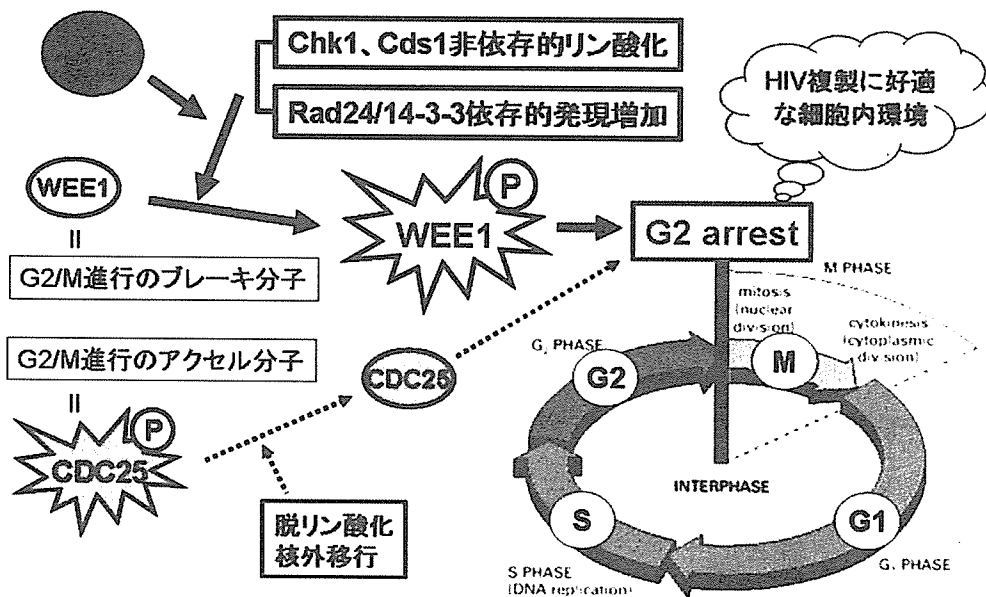 Chk1、Cds1非依存的リン酸化
Rad24/14-3-3依存的発現増加
HIV複製に好適
な細胞内環境
WEE1
=
G2/M進行のブレーキ分子
P
WEE1
G2 arrest
G2/M進行のアクセル分子
=
P
CDC25
CDC25
脱リン酸化
核外移行
M PHASE
mitosis
(nuclear
division)
cytokinesis
(cytoplasmic
division)
G₂ PHASE
G2
M
INTERPHASE
S
G1
S PHASE
(DNA replication)
G₁ PHASE